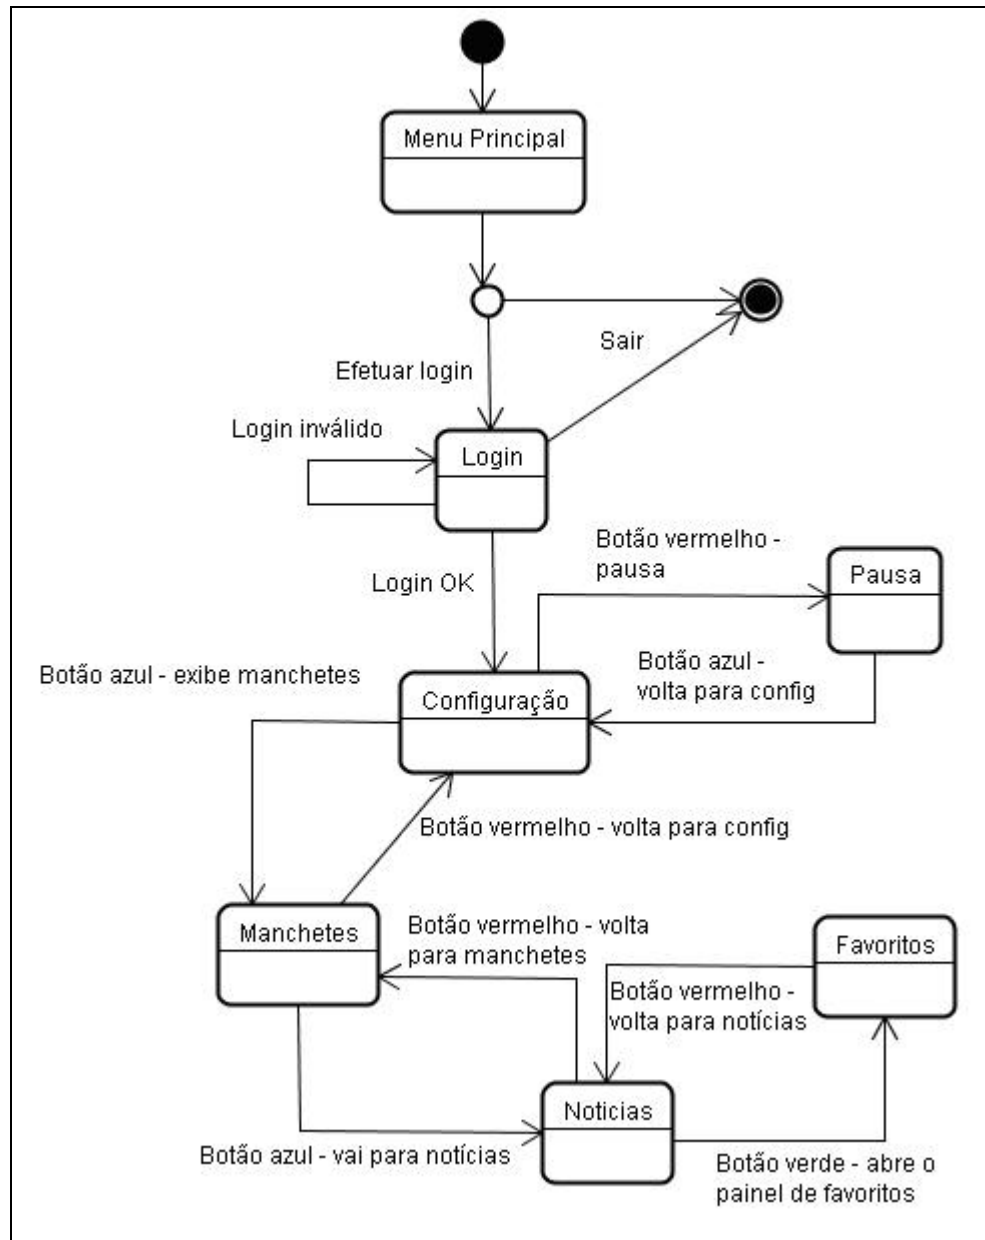 Menu Principal
Sair
Efetuar login
Login inválido
Login
Botão vermelho -
pausa
Pausa
Login OK
Botão azul - exibe manchetes
Botão azul -
volta para config
Configuração
Botão vermelho - volta para config
Manchetes
Botão vermelho - volta
para manchetes
Favoritos
Botão vermelho -
volta para notícias
Noticias
Botão azul - vai para notícias
Botão verde - abre o
painel de favoritos